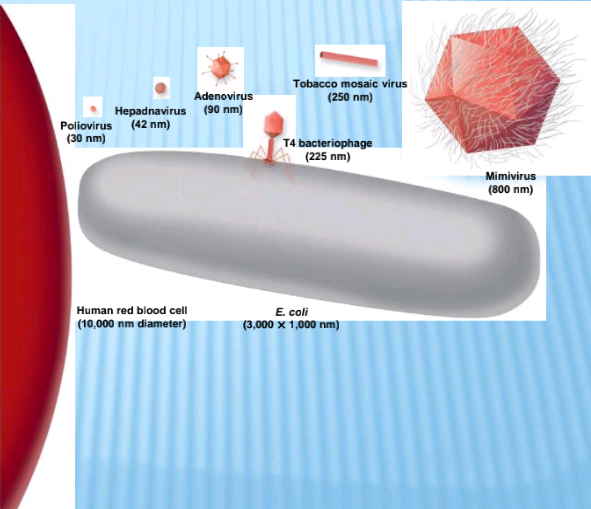 Poliovirus
(30 nm)
Hepadnavirus
(42 nm)
Adenovirus
(90 nm)
Tobacco mosaic virus
(250 nm)
T4 bacteriophage
(225 nm)
Mimivirus
(800 nm)
Human red blood cell
(10,000 nm diameter)
E. coli
(3,000 × 1,000 nm)